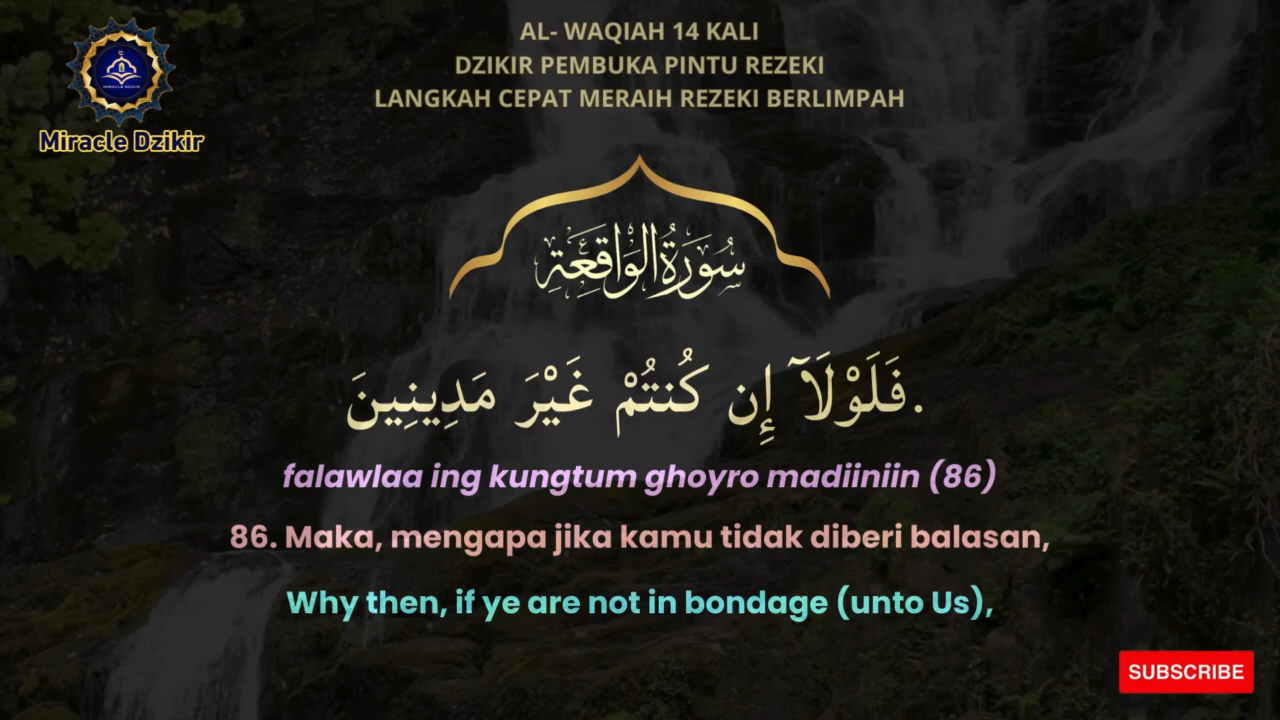 AL- WAQIAH 14 KALI
DZIKIR PEMBUKA PINTU REZEKI
LANGKAH CEPAT MERAIH REZEKI BERLIMPAH
MIRACLE DZIKIR
Miracle Dzikir
سُورَةُ الوَاقِعَةِ
فَلَوْلَآ إِن كُنتُمْ غَيْرَ مَدِينِينَ.
falawlaa ing kungtum ghoyro madiiniin (86)
86. Maka, mengapa jika kamu tidak diberi balasan,
Why then, if ye are not in bondage (unto Us),
SUBSCRIBE